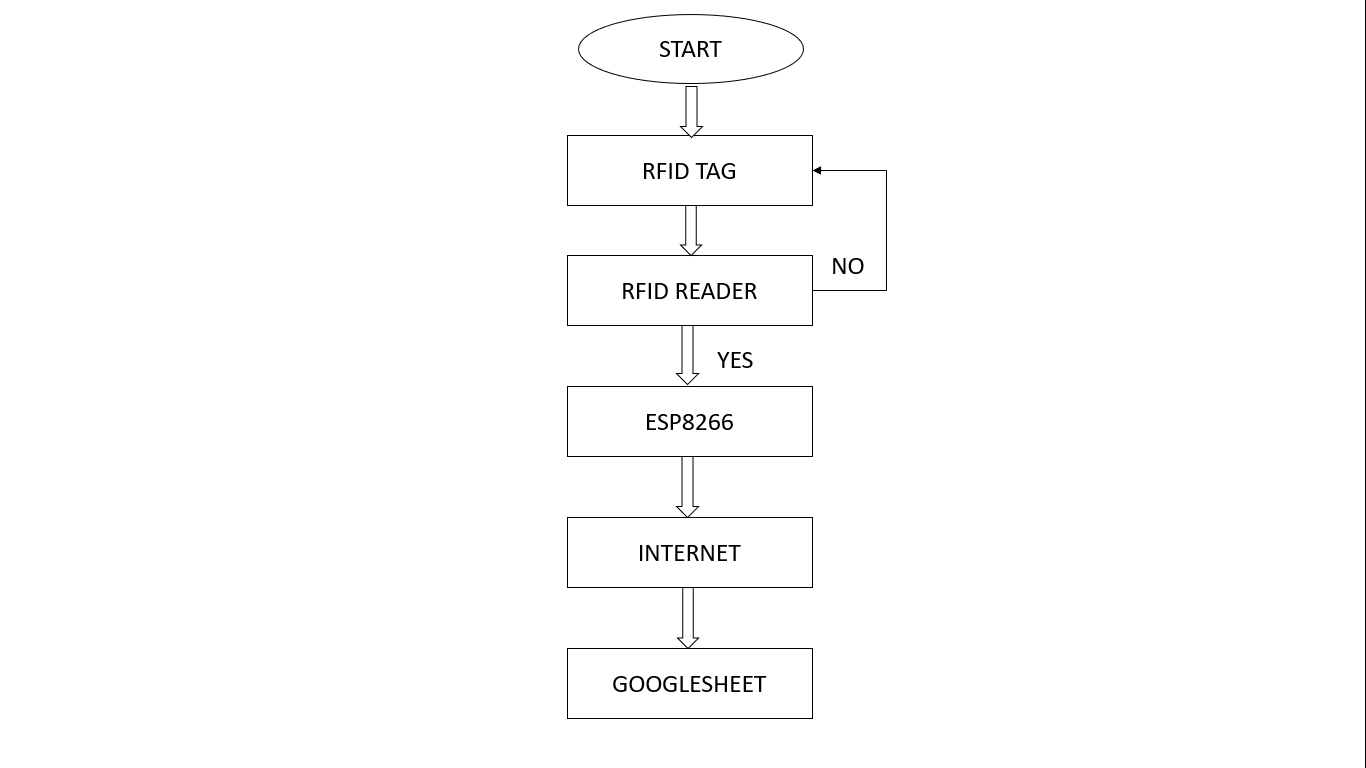 START
RFID TAG
NO
RFID READER
YES
ESP8266
INTERNET
GOOGLESHEET